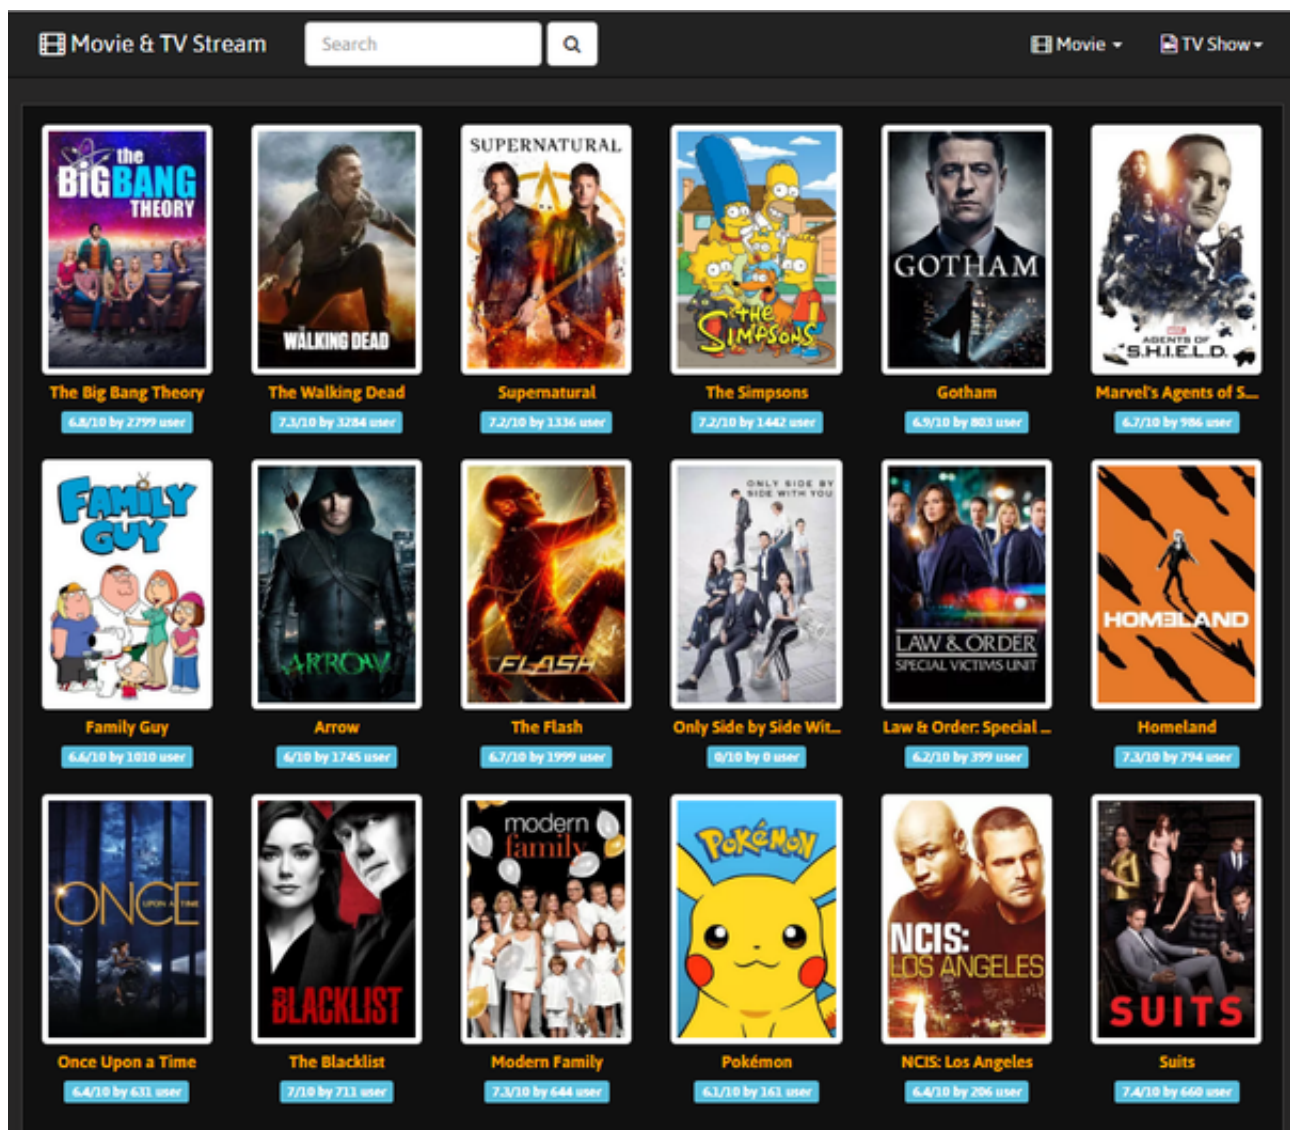 Movie & TV Stream Search Movie TV Show
the BiGBANG THEORY
THE WALKING DEAD
SUPERNATURAL
THE SIMPSONS
GOTHAM
MARVEL AGENTS OF S.H.I.E.L.D.
The Big Bang Theory The Walking Dead Supernatural The Simpsons Gotham Marvel's Agents of S...
6.8/10 by 2799 user 7.3/10 by 3284 user 7.2/10 by 1336 user 7.2/10 by 1442 user 6.9/10 by 803 user 6.7/10 by 986 user
FAMiLY GUY
ARROW
FLASH
ONLY SIDE BY SIDE WITH YOU
LAW & ORDER SPECIAL VICTIMS UNIT
HOMELAND
Family Guy Arrow The Flash Only Side by Side Wit... Law & Order: Special ... Homeland
6.6/10 by 1010 user 6/10 by 1745 user 6.7/10 by 1999 user 0/10 by 0 user 6.2/10 by 399 user 7.3/10 by 794 user
ONCE UPON A TIME
THE BLACKLIST
modern family
POKéMON
NCIS: LOS ANGELES
SUITS
Once Upon a Time The Blacklist Modern Family Pokémon NCIS: Los Angeles Suits
6.4/10 by 631 user 7/10 by 711 user 7.3/10 by 644 user 6.1/10 by 161 user 6.4/10 by 206 user 7.4/10 by 660 user